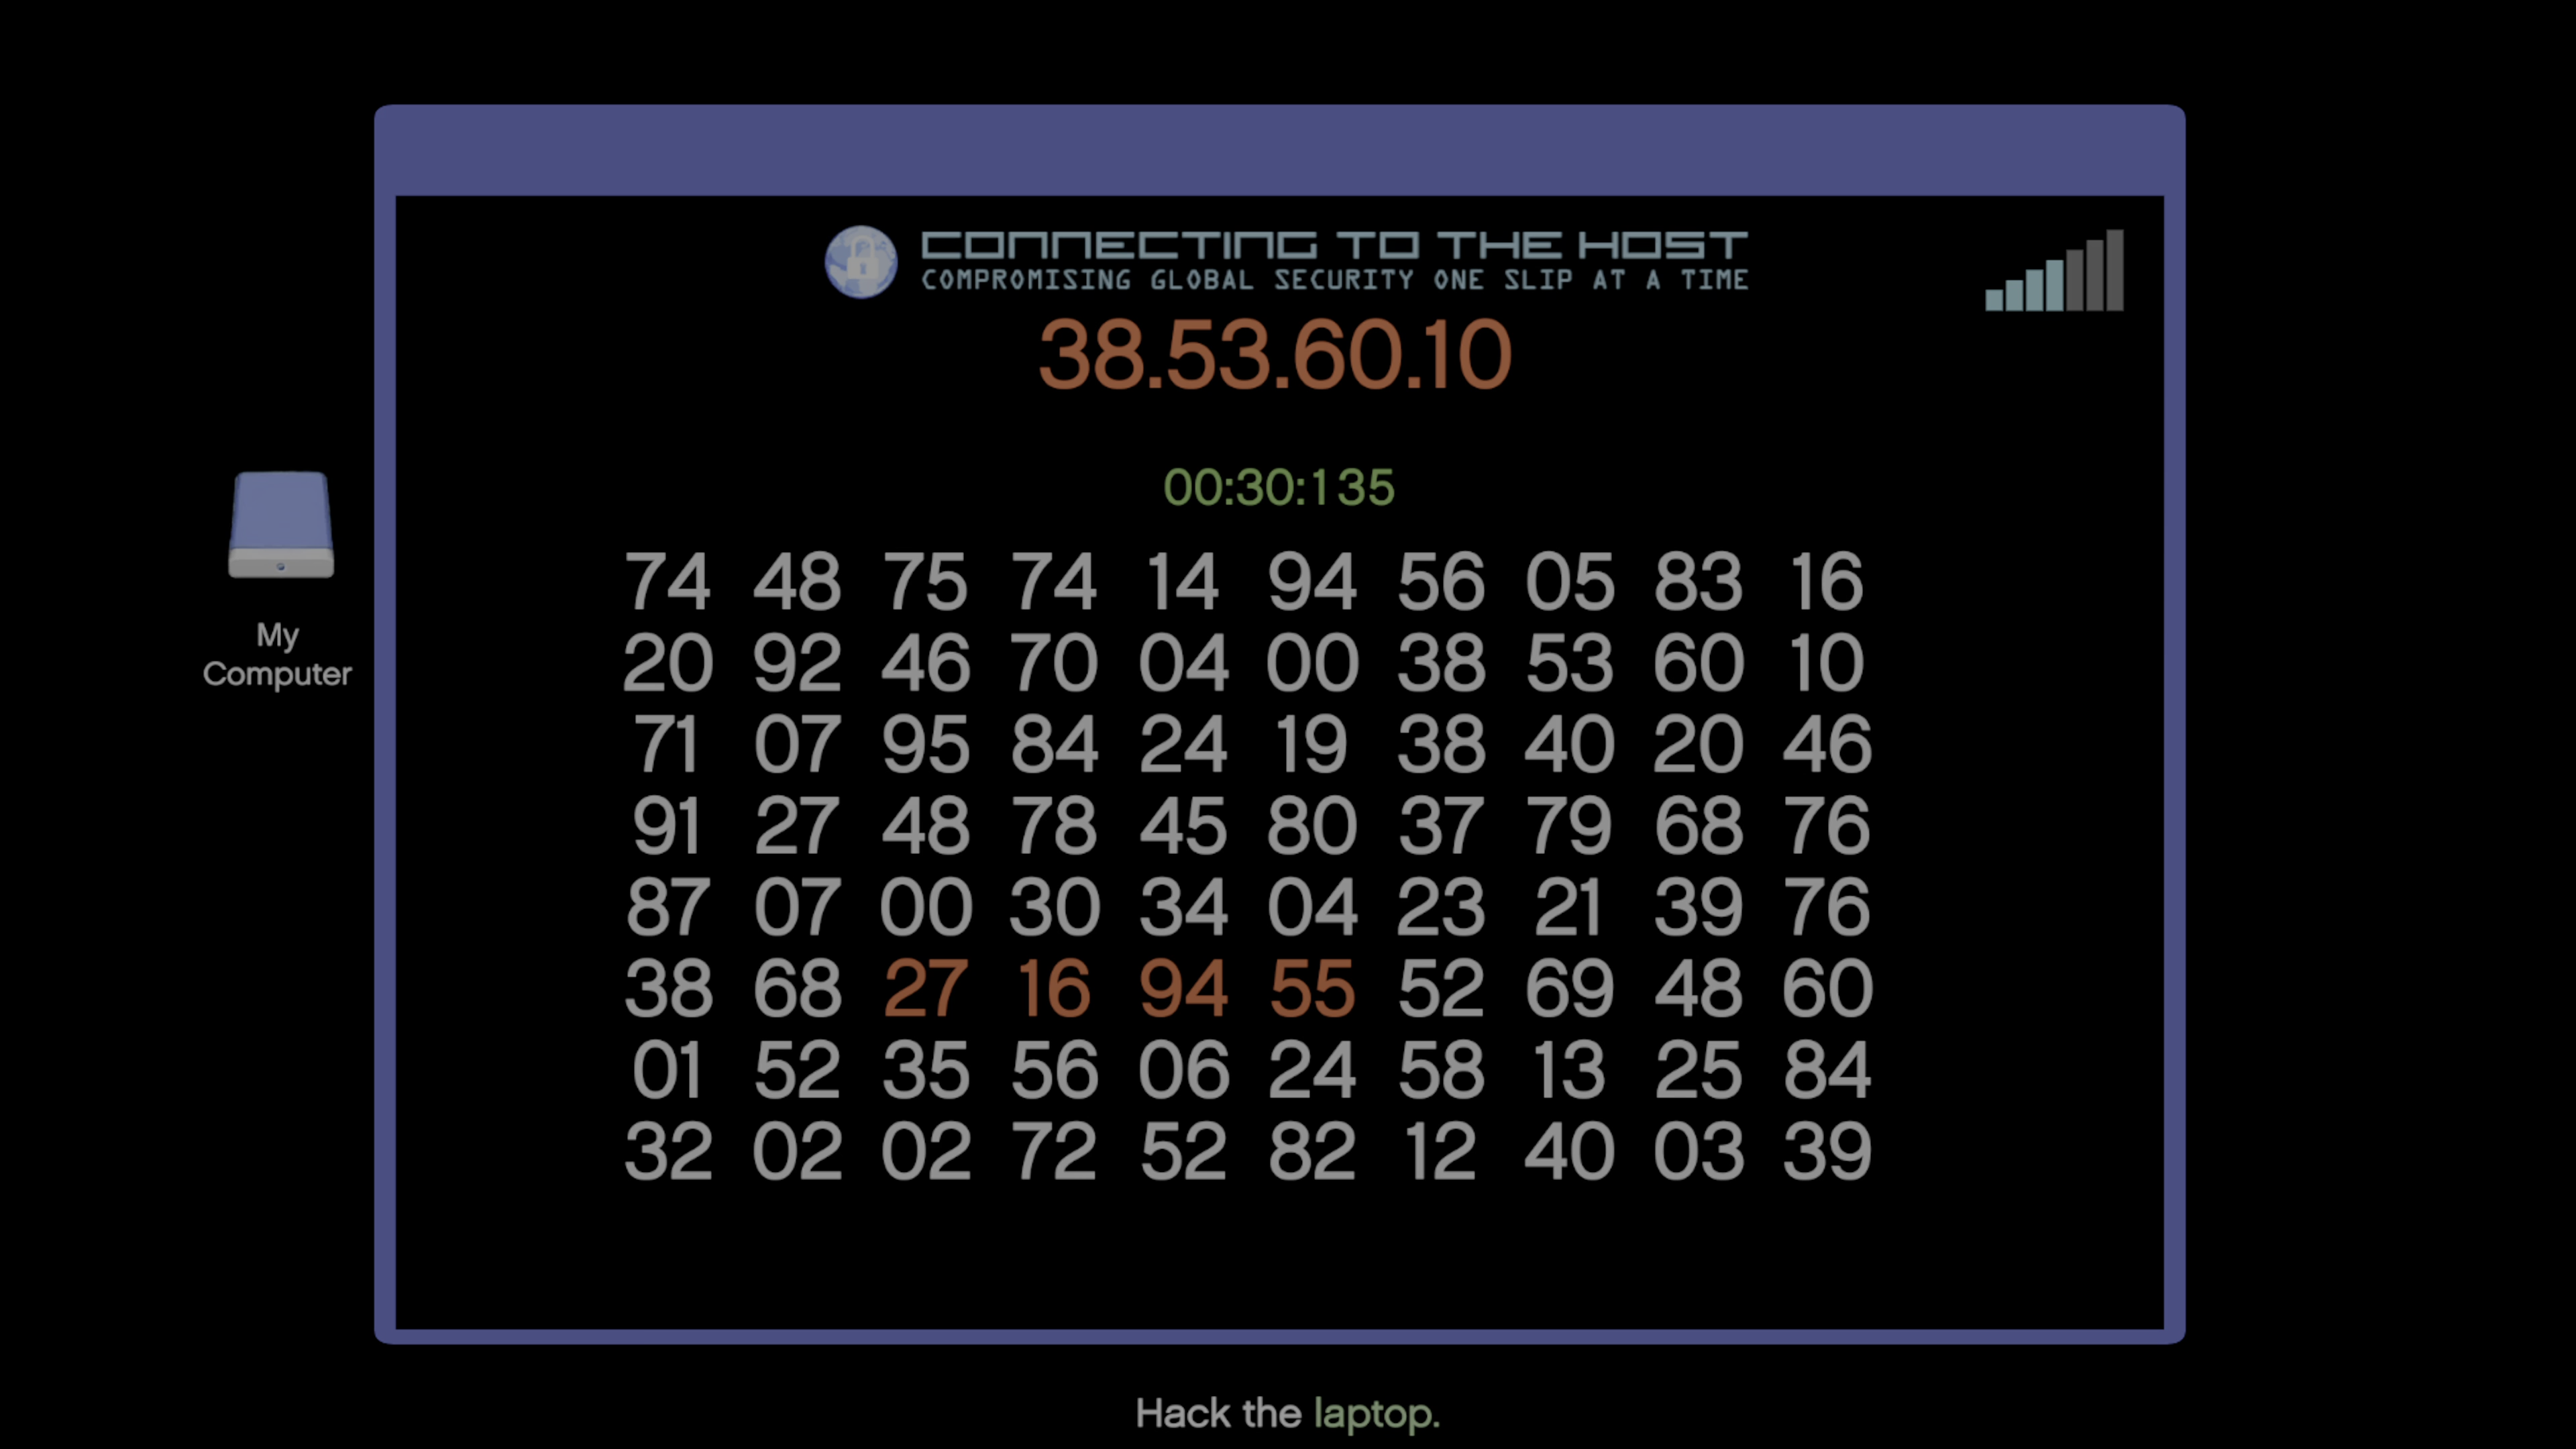 CONNECTING TO THE HOST
COMPROMISING GLOBAL SECURITY ONE SLIP AT A TIME
38.53.60.10
00:30:135
My
Computer
74 48 75 74 14 94 56 05 83 16
20 92 46 70 04 00 38 53 60 10
71 07 95 84 24 19 38 40 20 46
91 27 48 78 45 80 37 79 68 76
87 07 00 30 34 04 23 21 39 76
38 68 27 16 94 55 52 69 48 60
01 52 35 56 06 24 58 13 25 84
32 02 02 72 52 82 12 40 03 39
Hack the laptop.